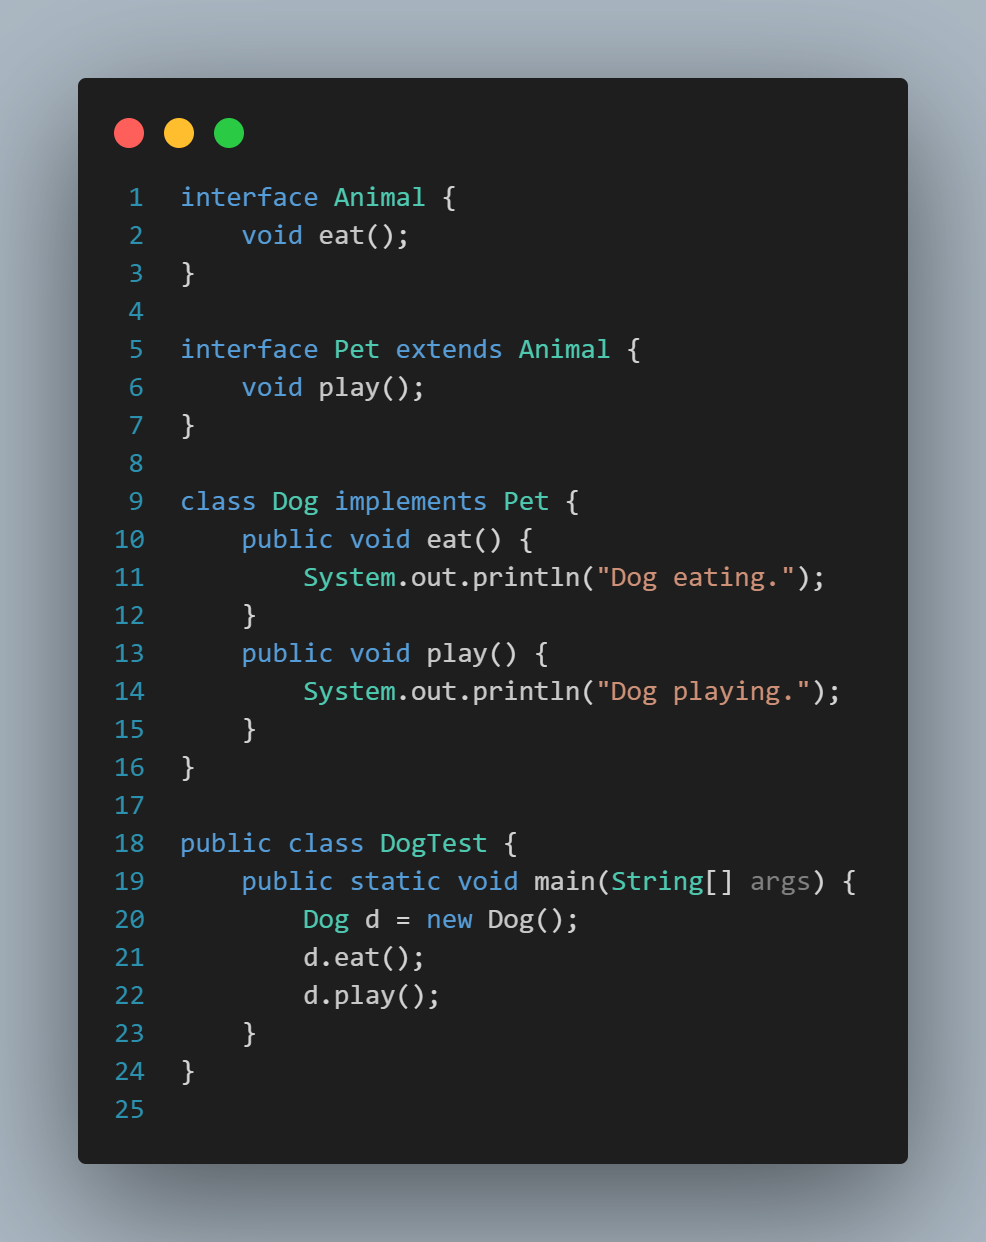 1 interface Animal {
2     void eat();
3 }
4
5 interface Pet extends Animal {
6     void play();
7 }
8
9 class Dog implements Pet {
10     public void eat() {
11         System.out.println("Dog eating.");
12     }
13     public void play() {
14         System.out.println("Dog playing.");
15     }
16 }
17
18 public class DogTest {
19     public static void main(String[] args) {
20         Dog d = new Dog();
21         d.eat();
22         d.play();
23     }
24 }
25